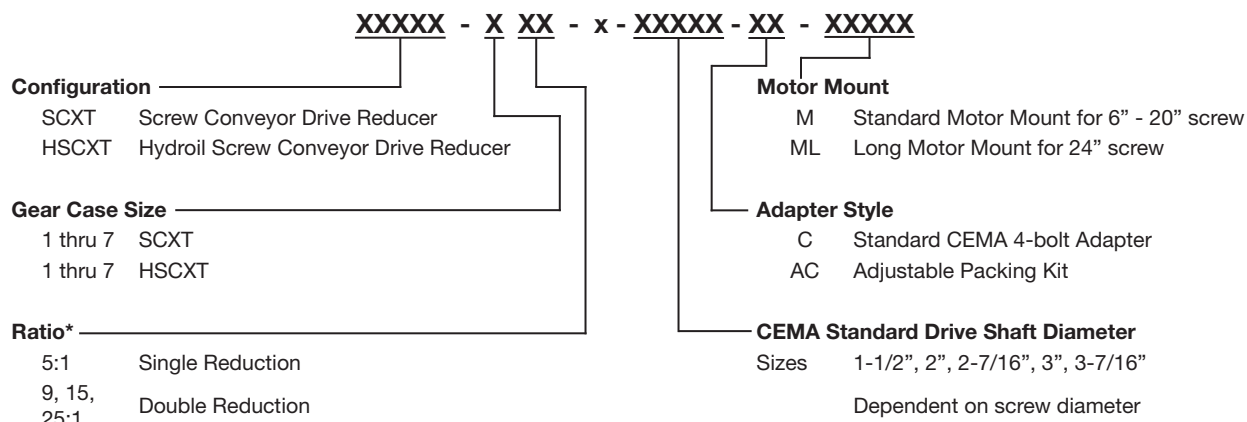 XXXXX - X XX - x - XXXXX - XX - XXXXX
Configuration
SCXT Screw Conveyor Drive Reducer
HSCXT Hydroil Screw Conveyor Drive Reducer
Gear Case Size
1 thru 7 SCXT
1 thru 7 HSCXT
Ratio*
5:1 Single Reduction
9, 15,
25:1 Double Reduction
Motor Mount
M Standard Motor Mount for 6” - 20” screw
ML Long Motor Mount for 24” screw
Adapter Style
C Standard CEMA 4-bolt Adapter
AC Adjustable Packing Kit
CEMA Standard Drive Shaft Diameter
Sizes 1-1/2”, 2”, 2-7/16”, 3”, 3-7/16”
Dependent on screw diameter